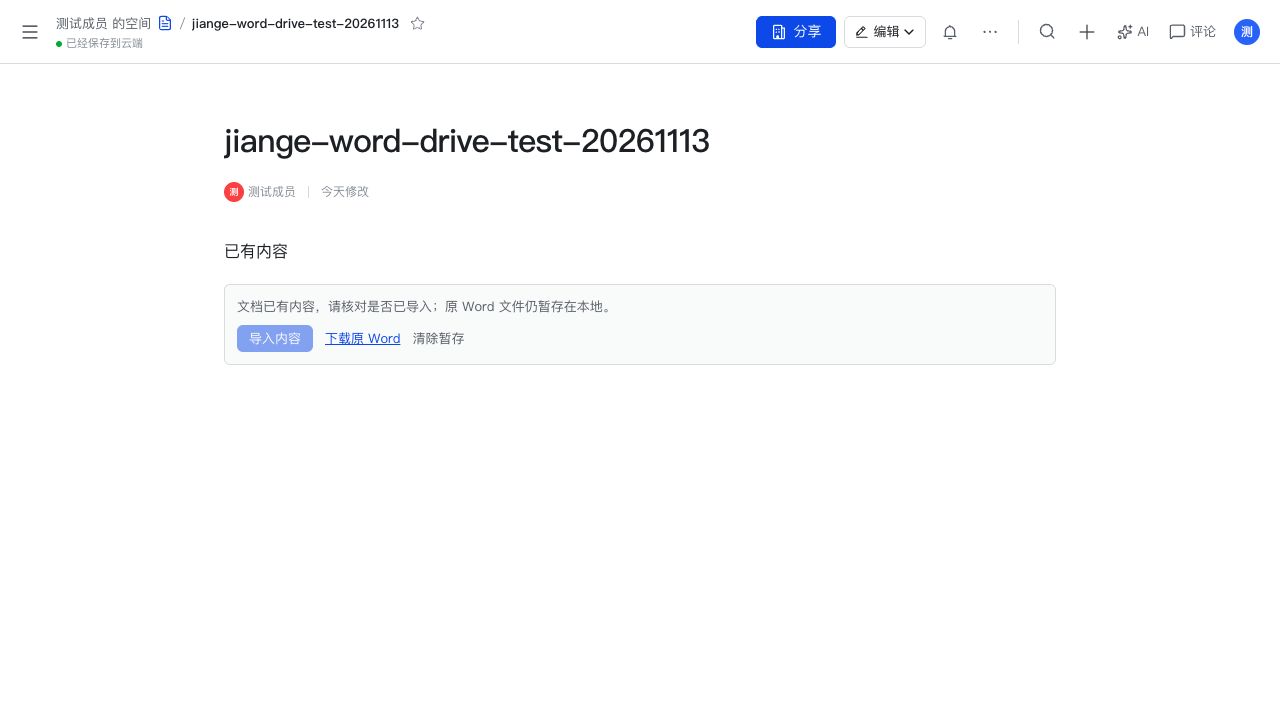 测试成员 的空间 / jiange-word-drive-test-20261113
已经保存到云端
分享 编辑 AI 评论 测
jiange-word-drive-test-20261113
测 测试成员 | 今天修改
已有内容
文档已有内容，请核对是否已导入；原 Word 文件仍暂存在本地。
导入内容 下载原 Word 清除暂存